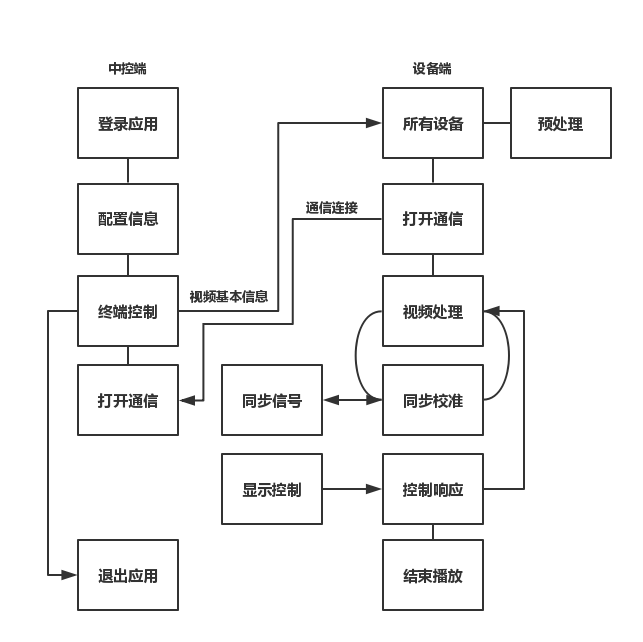 中控端
设备端
登录应用
所有设备
预处理
通信连接
配置信息
打开通信
视频基本信息
终端控制
视频处理
打开通信
同步信号
同步校准
显示控制
控制响应
退出应用
结束播放